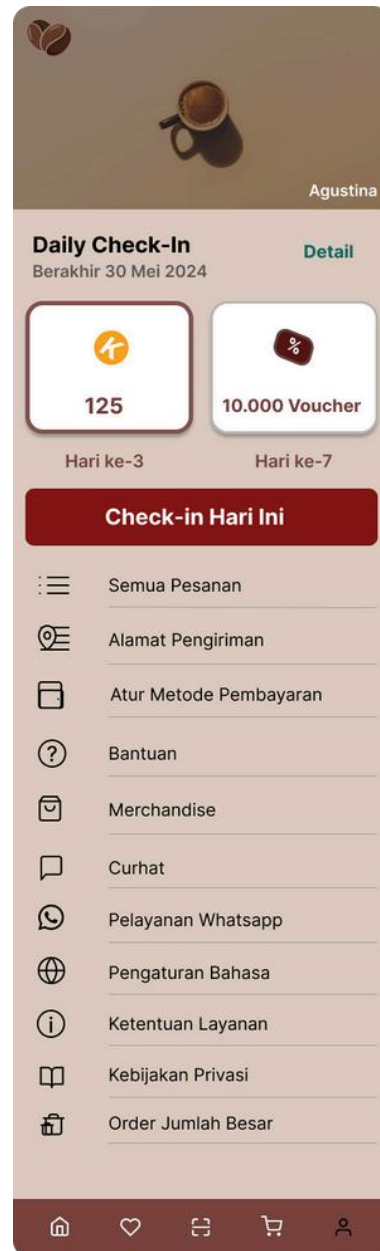 Agustina
Daily Check-In
Detail
Berakhir 30 Mei 2024
125
%
10.000 Voucher
Hari ke-3
Hari ke-7
Check-in Hari Ini
Semua Pesanan
Alamat Pengiriman
Atur Metode Pembayaran
Bantuan
Merchandise
Curhat
Pelayanan Whatsapp
Pengaturan Bahasa
Ketentuan Layanan
Kebijakan Privasi
Order Jumlah Besar